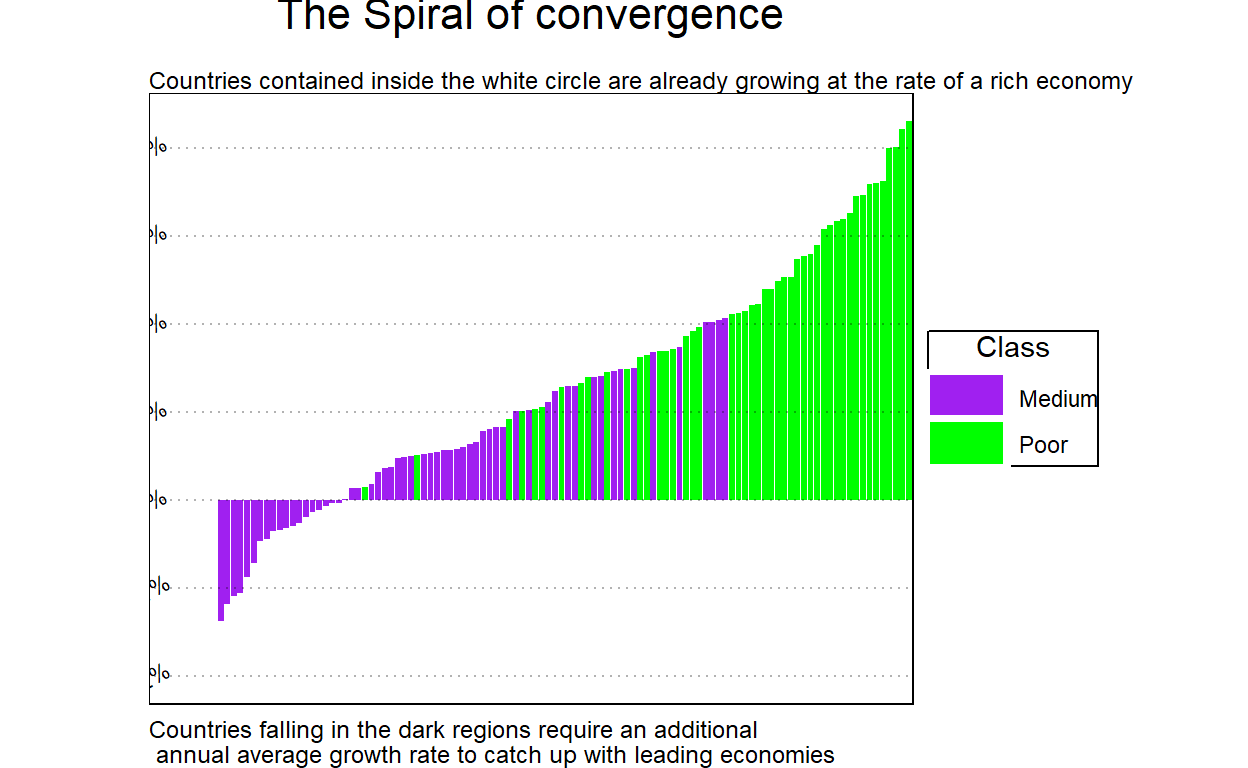 The Spiral of convergence
Countries contained inside the white circle are already growing at the rate of a rich economy
%
%
%
%
%
%
%
Class
Medium
Poor
Countries falling in the dark regions require an additional
annual average growth rate to catch up with leading economies